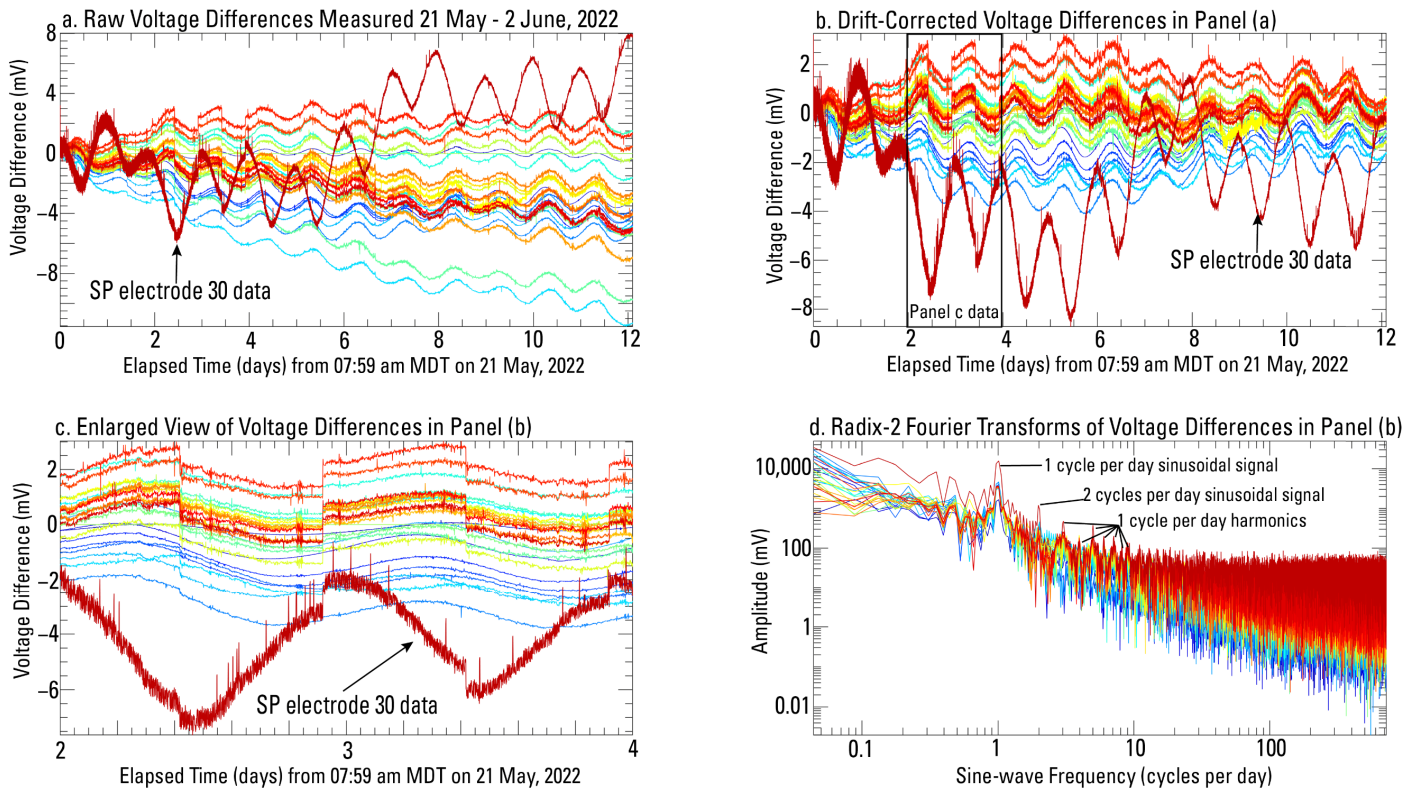 a. Raw Voltage Differences Measured 21 May - 2 June, 2022
8
4
0
−4
−8
Voltage Difference (mV)
SP electrode 30 data
0 2 4 6 8 10 12
Elapsed Time (days) from 07:59 am MDT on 21 May, 2022
b. Drift-Corrected Voltage Differences in Panel (a)
2
0
−2
−4
−6
−8
Voltage Difference (mV)
SP electrode 30 data
Panel c data
0 2 4 6 8 10 12
Elapsed Time (days) from 07:59 am MDT on 21 May, 2022
c. Enlarged View of Voltage Differences in Panel (b)
2
0
−2
−4
−6
Voltage Difference (mV)
SP electrode 30 data
2 3 4
Elapsed Time (days) from 07:59 am MDT on 21 May, 2022
d. Radix-2 Fourier Transforms of Voltage Differences in Panel (b)
10,000
100
1
0.01
Amplitude (mV)
1 cycle per day sinusoidal signal
2 cycles per day sinusoidal signal
1 cycle per day harmonics
0.1 1 10 100
Sine-wave Frequency (cycles per day)